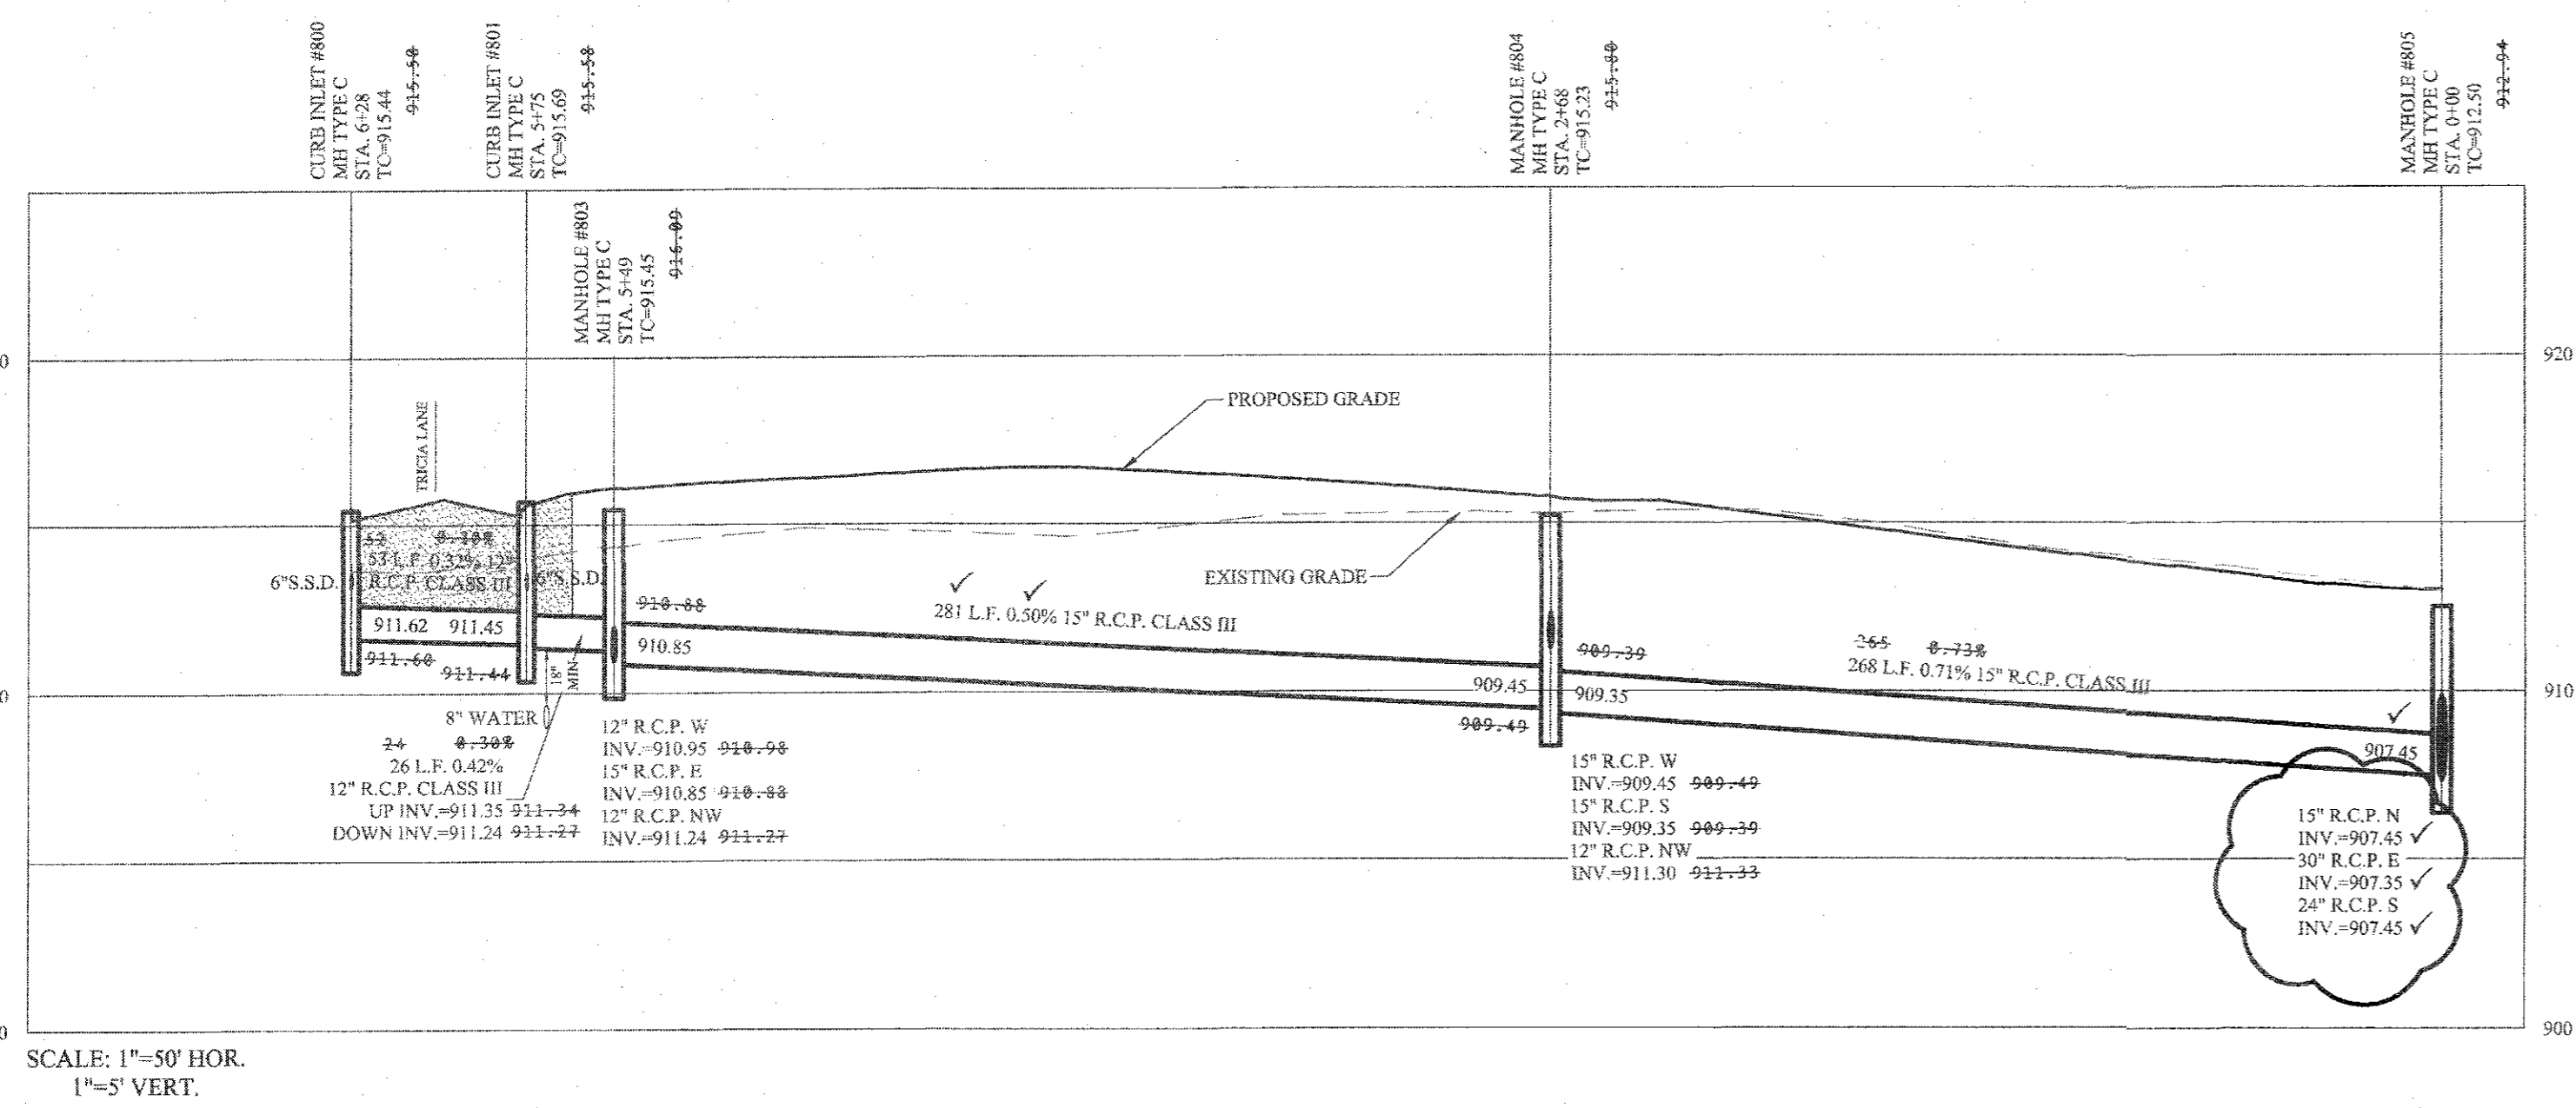 CURB INLET #800
MH TYPE C
STA. 6+28
TC=915.44
915.50
CURB INLET #801
MH TYPE C
STA. 5+75
TC=915.69
915.58
MANHOLE #803
MH TYPE C
STA. 5+49
TC=915.45
916.09
MANHOLE #804
MH TYPE C
STA. 2+68
TC=915.23
915.80
MANHOLE #805
MH TYPE C
STA. 0+00
TC=912.50
912.94
0
920
PROPOSED GRADE
TRICIA LANE
EXISTING GRADE
52 0.30%
53 L.F. 0.32% 12"
R.C.P. CLASS III
6"S.S.D.
6"S.S.D.
911.62 911.45
911.60 911.44
18"
MIN
910.88
910.85
281 L.F. 0.50% 15" R.C.P. CLASS III
909.45
909.49
909.39
909.35
265 0.73%
268 L.F. 0.71% 15" R.C.P. CLASS III
907.45
0
910
8" WATER
24 0.30%
26 L.F. 0.42%
12" R.C.P. CLASS III
UP INV.=911.35 911.34
DOWN INV.=911.24 911.27
12" R.C.P. W
INV.=910.95 910.98
15" R.C.P. E
INV.=910.85 910.88
12" R.C.P. NW
INV.=911.24 911.27
15" R.C.P. W
INV.=909.45 909.49
15" R.C.P. S
INV.=909.35 909.39
12" R.C.P. NW
INV.=911.30 911.33
15" R.C.P. N
INV.=907.45 ✓
30" R.C.P. E
INV.=907.35 ✓
24" R.C.P. S
INV.=907.45 ✓
0
900
SCALE: 1"=50' HOR.
1"=5' VERT.